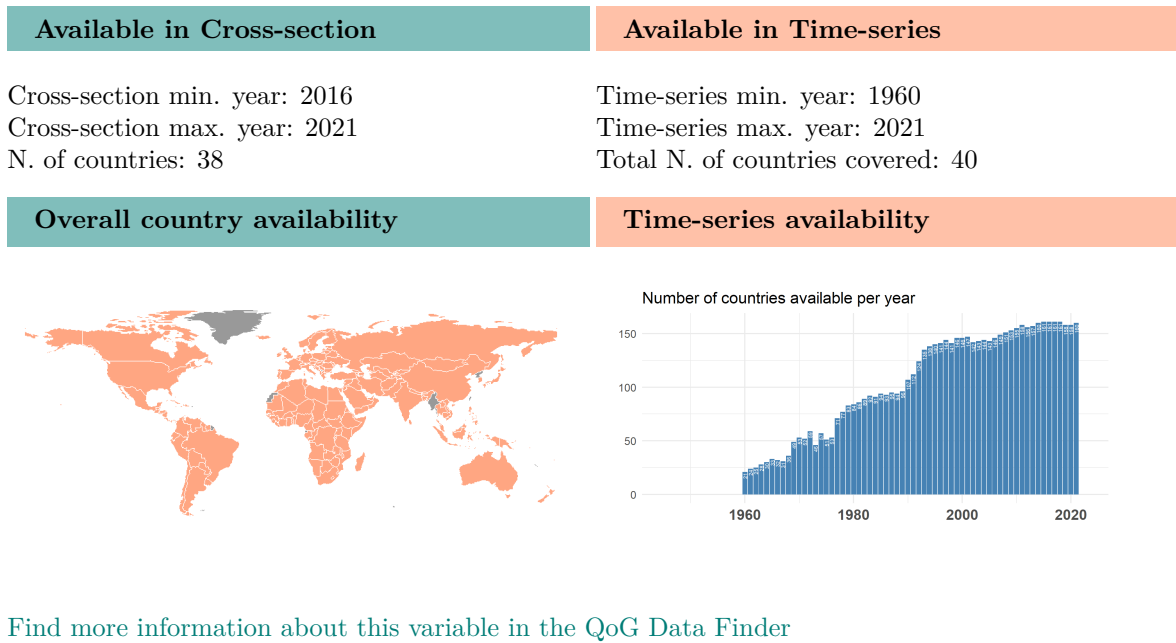 Available in Cross-section
Available in Time-series
Cross-section min. year: 2016
Cross-section max. year: 2021
N. of countries: 38
Time-series min. year: 1960
Time-series max. year: 2021
Total N. of countries covered: 40
Overall country availability
Time-series availability
Number of countries available per year
150
100
50
0
1960
1980
2000
2020
Find more information about this variable in the QoG Data Finder